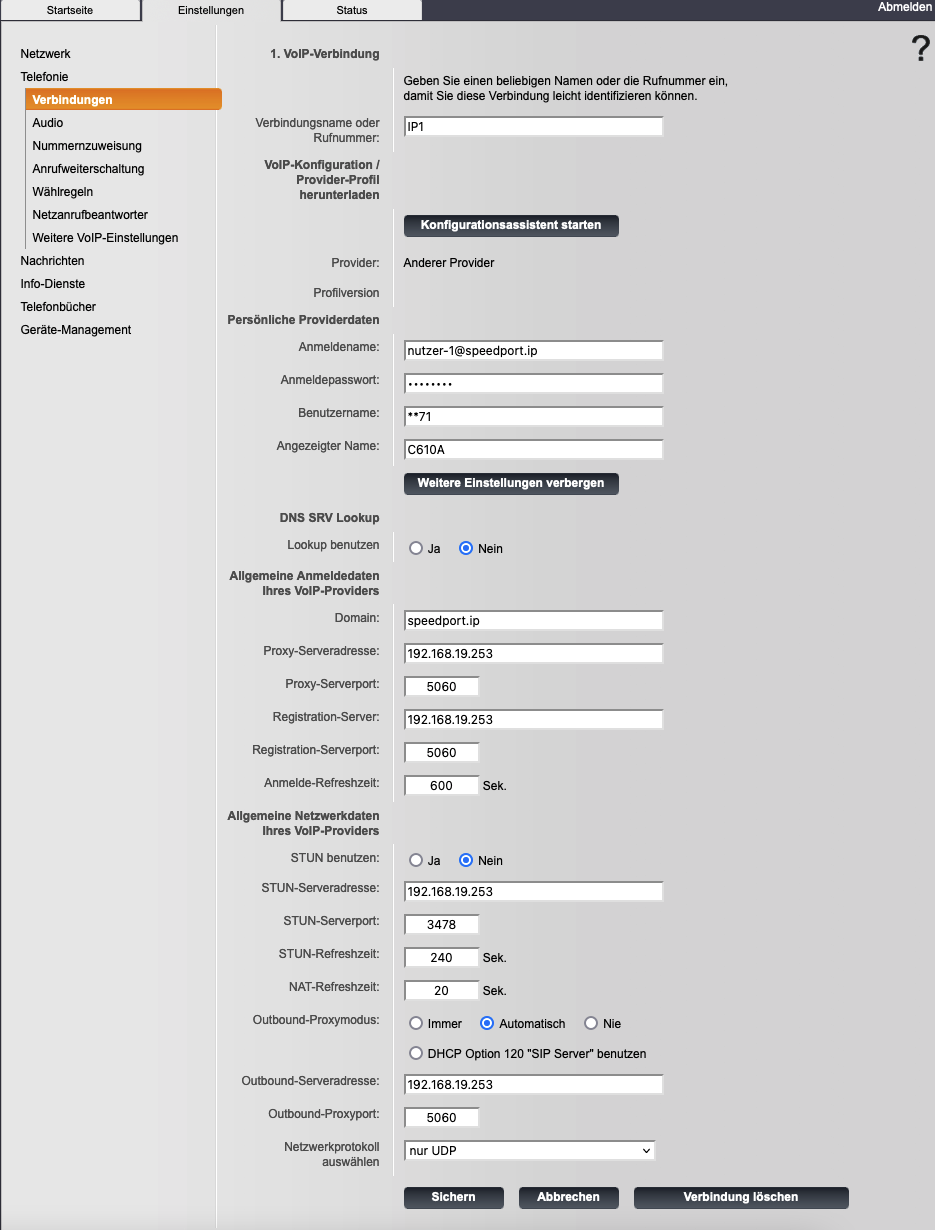 Startseite
Einstellungen
Status
Abmelden
?
Netzwerk
Telefonie
Verbindungen
Audio
Nummernzuweisung
Anrufweiterschaltung
Wählregeln
Netzanrufbeantworter
Weitere VoIP-Einstellungen
Nachrichten
Info-Dienste
Telefonbücher
Geräte-Management
1. VoIP-Verbindung
Geben Sie einen beliebigen Namen oder die Rufnummer ein,
damit Sie diese Verbindung leicht identifizieren können.
Verbindungsname oder
Rufnummer:
IP1
VoIP-Konfiguration /
Provider-Profil
herunterladen
Konfigurationsassistent starten
Provider:
Anderer Provider
Profilversion
Persönliche Providerdaten
Anmeldename:
nutzer-1@speedport.ip
Anmeldepasswort:
••••••••
Benutzername:
**71
Angezeigter Name:
C610A
Weitere Einstellungen verbergen
DNS SRV Lookup
Lookup benutzen
Ja
Nein
Allgemeine Anmeldedaten
Ihres VoIP-Providers
Domain:
speedport.ip
Proxy-Serveradresse:
192.168.19.253
Proxy-Serverport:
5060
Registration-Server:
192.168.19.253
Registration-Serverport:
5060
Anmelde-Refreshzeit:
600 Sek.
Allgemeine Netzwerkdaten
Ihres VoIP-Providers
STUN benutzen:
Ja
Nein
STUN-Serveradresse:
192.168.19.253
STUN-Serverport:
3478
STUN-Refreshzeit:
240 Sek.
NAT-Refreshzeit:
20 Sek.
Outbound-Proxymodus:
Immer
Automatisch
Nie
DHCP Option 120 "SIP Server" benutzen
Outbound-Serveradresse:
192.168.19.253
Outbound-Proxyport:
5060
Netzwerkprotokoll
auswählen
nur UDP
Sichern
Abbrechen
Verbindung löschen